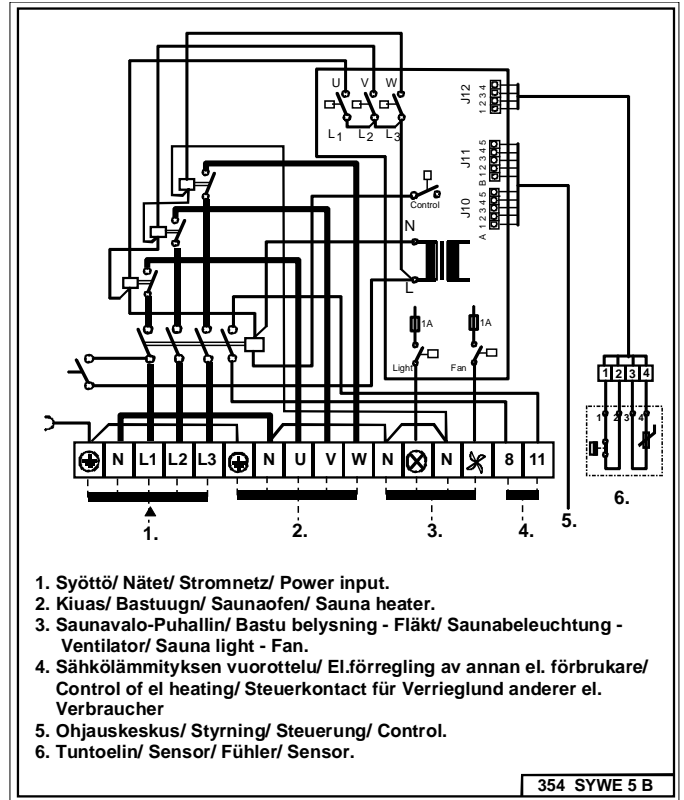 U V W
L1 L2 L3
J12
1 2 3 4
J11
B 1 2 3 4 5
J10
A 1 2 3 4 5
Control
N
L
1A
1A
Light
Fan
1 2 3 4
1 2 3 4
6.
N L1 L2 L3 N U V W N N 8 11
1.
2.
3.
4.
5.
1. Syöttö/ Nätet/ Stromnetz/ Power input.
2. Kiuas/ Bastuugn/ Saunaofen/ Sauna heater.
3. Saunavalo-Puhallin/ Bastu belysning - Fläkt/ Saunabeleuchtung -
Ventilator/ Sauna light - Fan.
4. Sähkölämmityksen vuorottelu/ El.förregling av annan el. förbrukare/
Control of el heating/ Steuerkontact für Verrieglund anderer el.
Verbraucher
5. Ohjauskeskus/ Styrning/ Steuerung/ Control.
6. Tuntoelin/ Sensor/ Fühler/ Sensor.
354 SYWE 5 B